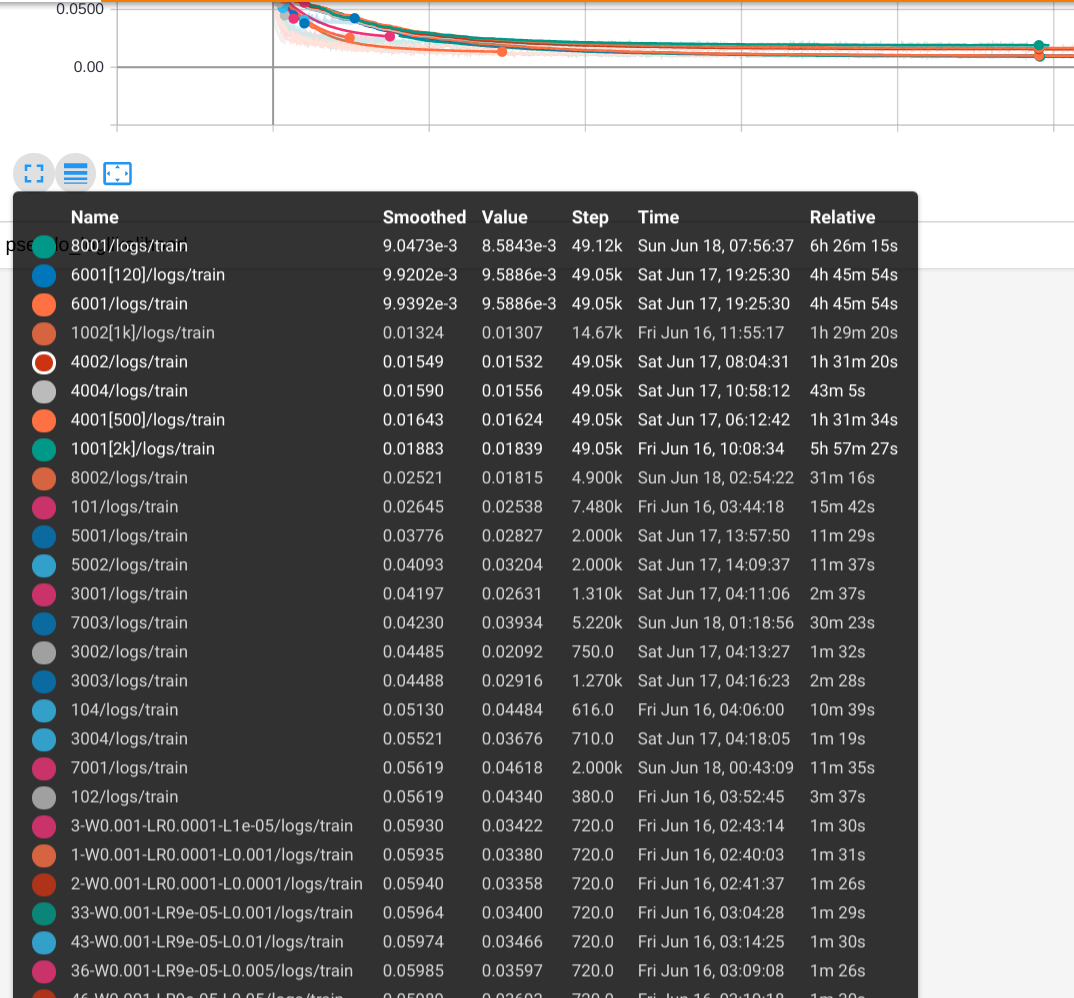 0.0500
0.00
Name Smoothed Value Step Time Relative
8001/logs/train 9.0473e-3 8.5843e-3 49.12k Sun Jun 18, 07:56:37 6h 26m 15s
6001[120]/logs/train 9.9202e-3 9.5886e-3 49.05k Sat Jun 17, 19:25:30 4h 45m 54s
6001/logs/train 9.9392e-3 9.5886e-3 49.05k Sat Jun 17, 19:25:30 4h 45m 54s
1002[1k]/logs/train 0.01324 0.01307 14.67k Fri Jun 16, 11:55:17 1h 29m 20s
4002/logs/train 0.01549 0.01532 49.05k Sat Jun 17, 08:04:31 1h 31m 20s
4004/logs/train 0.01590 0.01556 49.05k Sat Jun 17, 10:58:12 43m 5s
4001[500]/logs/train 0.01643 0.01624 49.05k Sat Jun 17, 06:12:42 1h 31m 34s
1001[2k]/logs/train 0.01883 0.01839 49.05k Fri Jun 16, 10:08:34 5h 57m 27s
8002/logs/train 0.02521 0.01815 4.900k Sun Jun 18, 02:54:22 31m 16s
101/logs/train 0.02645 0.02538 7.480k Fri Jun 16, 03:44:18 15m 42s
5001/logs/train 0.03776 0.02827 2.000k Sat Jun 17, 13:57:50 11m 29s
5002/logs/train 0.04093 0.03204 2.000k Sat Jun 17, 14:09:37 11m 37s
3001/logs/train 0.04197 0.02631 1.310k Sat Jun 17, 04:11:06 2m 37s
7003/logs/train 0.04230 0.03934 5.220k Sun Jun 18, 01:18:56 30m 23s
3002/logs/train 0.04485 0.02092 750.0 Sat Jun 17, 04:13:27 1m 32s
3003/logs/train 0.04488 0.02916 1.270k Sat Jun 17, 04:16:23 2m 28s
104/logs/train 0.05130 0.04484 616.0 Fri Jun 16, 04:06:00 10m 39s
3004/logs/train 0.05521 0.03676 710.0 Sat Jun 17, 04:18:05 1m 19s
7001/logs/train 0.05619 0.04618 2.000k Sun Jun 18, 00:43:09 11m 35s
102/logs/train 0.05619 0.04340 380.0 Fri Jun 16, 03:52:45 3m 37s
3-W0.001-LR0.0001-L1e-05/logs/train 0.05930 0.03422 720.0 Fri Jun 16, 02:43:14 1m 30s
1-W0.001-LR0.0001-L0.001/logs/train 0.05935 0.03380 720.0 Fri Jun 16, 02:40:03 1m 31s
2-W0.001-LR0.0001-L0.0001/logs/train 0.05940 0.03358 720.0 Fri Jun 16, 02:41:37 1m 26s
33-W0.001-LR9e-05-L0.001/logs/train 0.05964 0.03400 720.0 Fri Jun 16, 03:04:28 1m 29s
43-W0.001-LR9e-05-L0.01/logs/train 0.05974 0.03466 720.0 Fri Jun 16, 03:14:25 1m 30s
36-W0.001-LR9e-05-L0.005/logs/train 0.05985 0.03597 720.0 Fri Jun 16, 03:09:08 1m 26s